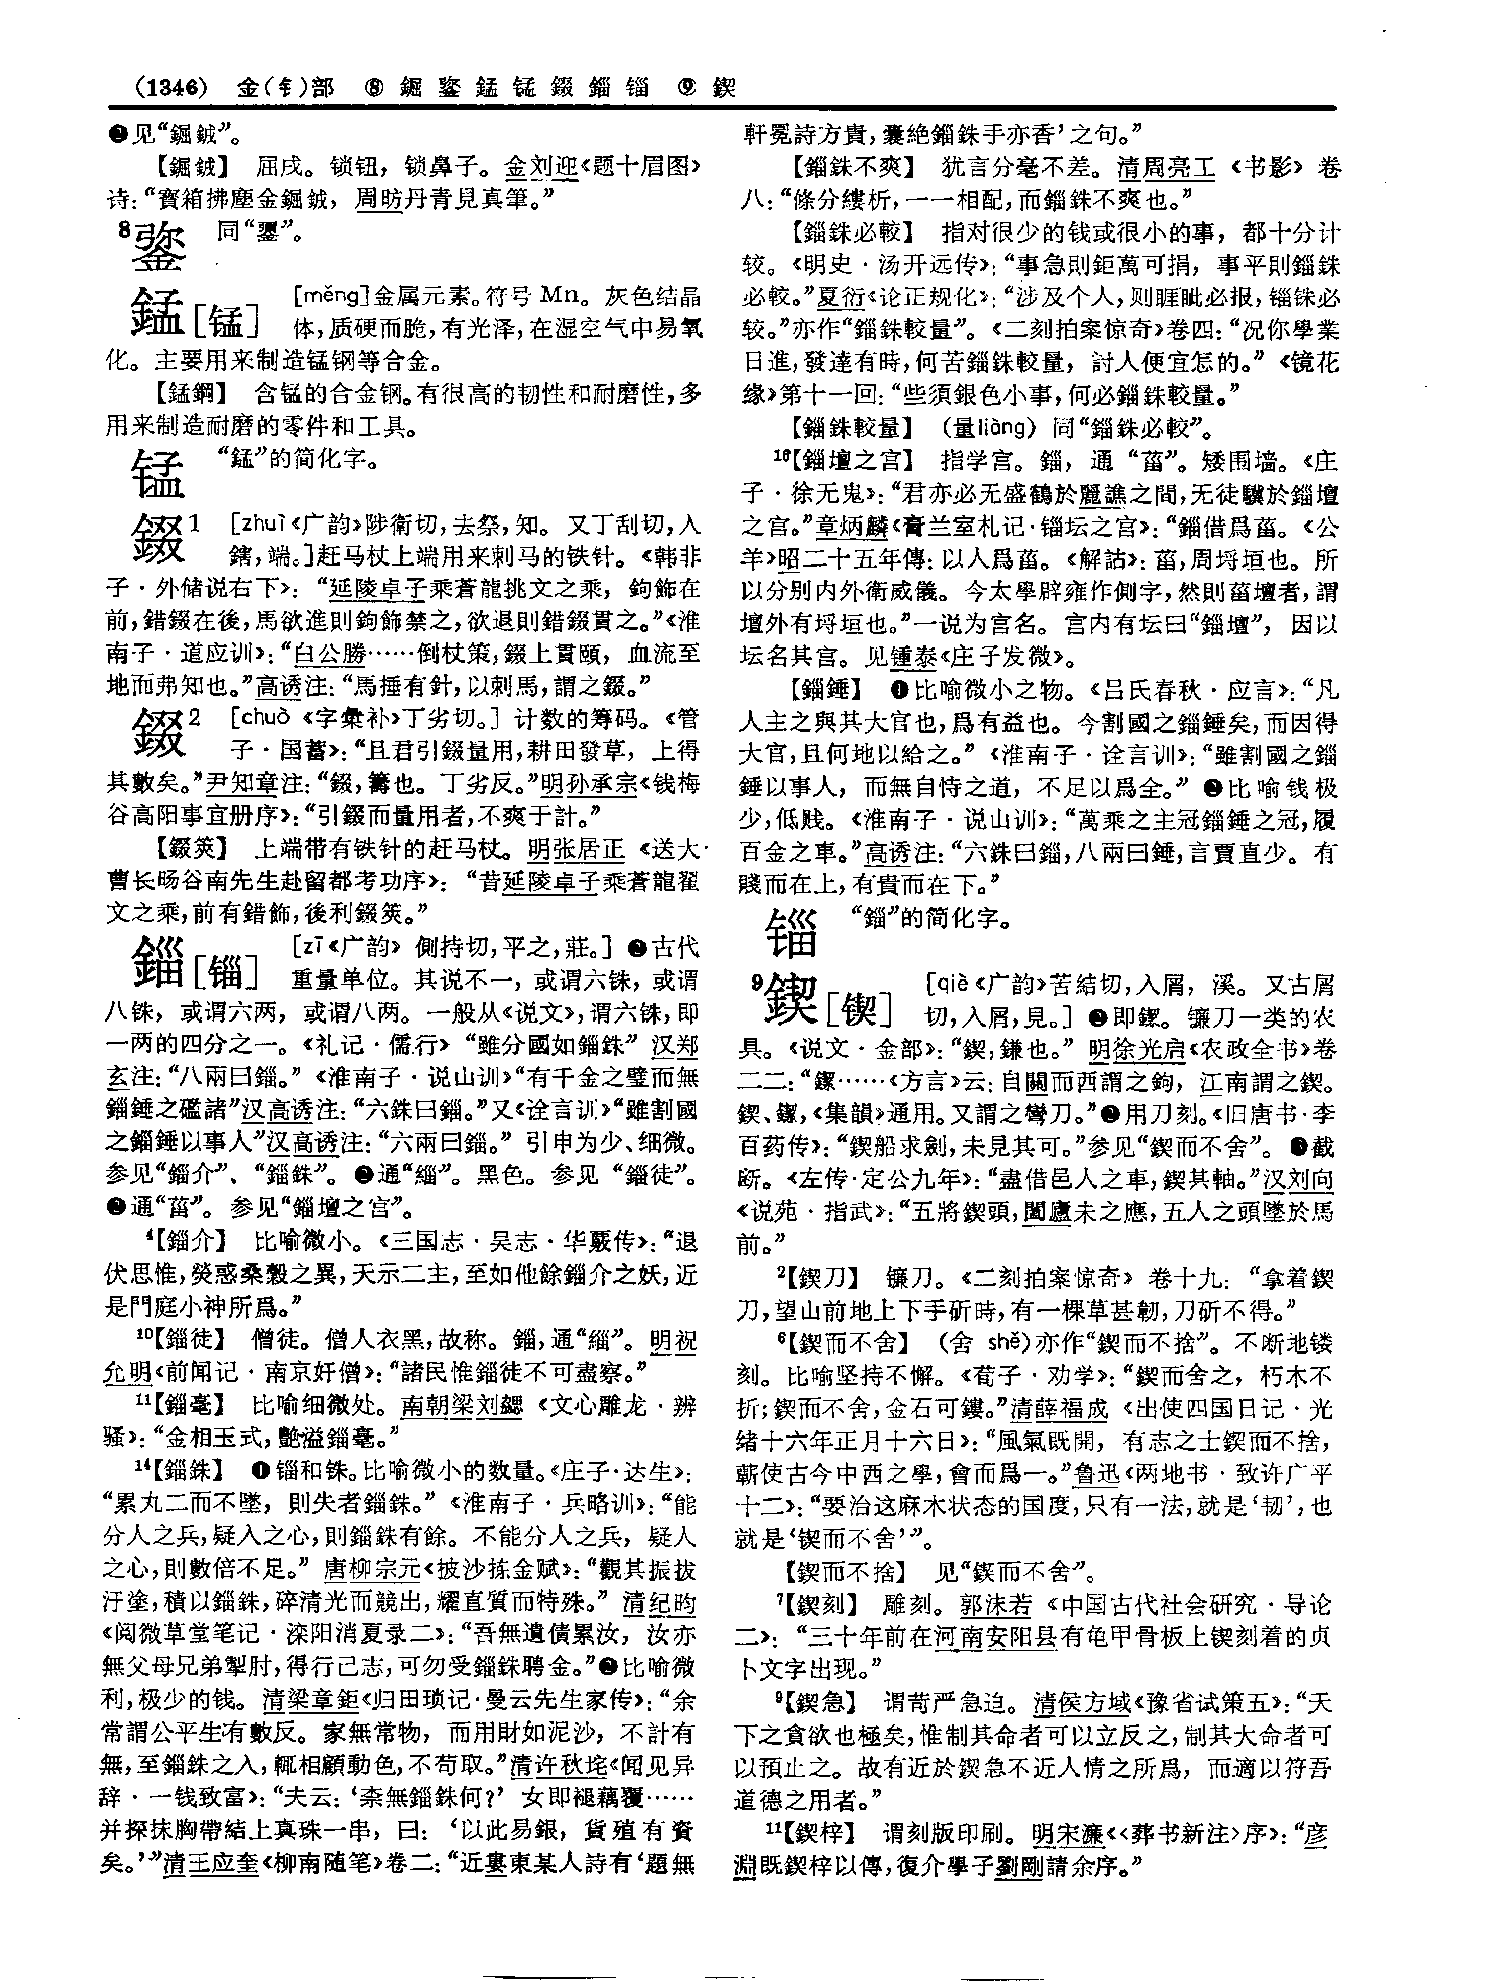 (1346) 金(钅)部 ⑧ 鋸 鋬 錳 锰 錣 錙 锱 ⑨ 鍥
❷见“鋸鉞”。
【鋸鉞】 屈戌。锁钮，锁鼻子。金刘迎《题十眉图》
诗：“寳箱拂塵金鋸鉞，周昉丹青見真筆。”
8 同“鑋”。
錳[锰] [měng]金属元素。符号 Mn。灰色结晶
体，质硬而脆，有光泽，在湿空气中易氧
化。主要用来制造锰钢等合金。
【錳鋼】 含锰的合金钢。有很高的韧性和耐磨性，多
用来制造耐磨的零件和工具。
锰 “錳”的简化字。
錣1 [zhuì《广韵》陟衛切，去祭，知。又丁刮切，入
鎋，端。]赶马杖上端用来刺马的铁针。《韩非
子·外储说右下》：“延陵卓子乘蒼龍挑文之乘，鉤飾在
前，錯錣在後，馬欲進則鉤飾禁之，欲退則錯錣貫之。”《淮
南子·道应训》：“白公勝……倒杖策，錣上貫頤，血流至
地而弗知也。”高诱注：“馬捶有針，以刺馬，謂之錣。”
錣2 [chuò《字彙补》丁劣切。]计数的筹码。《管
子·国蓄》：“且君引錣量用，耕田發草，上得
其數矣。”尹知章注：“錣，籌也。丁劣反。”明孙承宗《钱梅
谷高阳事宜册序》：“引錣而量用者，不爽于計。”
【錣筴】 上端带有铁针的赶马杖。明张居正《送大
曹长旸谷南先生赴留都考功序》：“昔延陵卓子乘蒼龍翟
文之乘，前有錯飾，後利錣筴。”
錙[锱] [zī《广韵》側持切，平之，莊。]❶古代
重量单位。其说不一，或谓六铢，或谓
八铢，或谓六两，或谓八两。一般从《说文》，谓六铢，即
一两的四分之一。《礼记·儒行》“雖分國如錙銖”汉郑
玄注：“八兩曰錙。”《淮南子·说山训》“有千金之璧而無
錙錘之礛諸”汉高诱注：“六銖曰錙。”又《诠言训》“雖割國
之錙錘以事人”汉高诱注：“六兩曰錙。”引申为少、细微。
参见“錙介”、“錙銖”。❷通“緇”。黑色。参见“錙徒”。
❸通“菑”。参见“錙壇之宫”。
4【錙介】 比喻微小。《三国志·吴志·华覈传》：“退
伏思惟，熒惑桑穀之異，天示二主，至如他餘錙介之妖，近
是門庭小神所爲。”
10【錙徒】 僧徒。僧人衣黑，故称。錙，通“緇”。明祝
允明《前闻记·南京奸僧》：“諸民惟錙徒不可盡察。”
11【錙毫】 比喻细微处。南朝梁刘勰《文心雕龙·辨
骚》：“金相玉式，艷溢錙毫。”
14【錙銖】 ❶锱和铢。比喻微小的数量。《庄子·达生》：
“累丸二而不墜，則失者錙銖。”《淮南子·兵略训》：“能
分人之兵，疑人之心，則錙銖有餘。不能分人之兵，疑人
之心，則數倍不足。”唐柳宗元《披沙拣金赋》：“觀其振拔
汙塗，積以錙銖，碎清光而競出，耀直質而特殊。”清纪昀
《阅微草堂笔记·滦阳消夏录二》：“吾無遺債累汝，汝亦
無父母兄弟掣肘，得行己志，可勿受錙銖聘金。”❷比喻微
利，极少的钱。清梁章鉅《归田琐记·曼云先生家传》：“余
常謂公平生有數反。家無常物，而用財如泥沙，不計有
無，至錙銖之入，輒相顧動色，不苟取。”清许秋垞《闻见异
辞·一钱致富》：“夫云：‘柰無錙銖何？’女即褪藕覆……
并探抹胸帶結上真珠一串，曰：‘以此易銀，貨殖有資
矣。’”清王应奎《柳南随笔》卷二：“近婁東某人詩有‘題無
軒冕詩方貴，囊絶錙銖手亦香’之句。”
【錙銖不爽】 犹言分毫不差。清周亮工《书影》卷
八：“條分縷析，一一相配，而錙銖不爽也。”
【錙銖必較】 指对很少的钱或很小的事，都十分计
较。《明史·汤开远传》：“事急則鉅萬可捐，事平則錙銖
必較。”夏衍《论正规化》：“涉及个人，则睚眦必报，锱铢必
较。”亦作“錙銖較量”。《二刻拍案惊奇》卷四：“况你學業
日進，發達有時，何苦錙銖較量，討人便宜怎的。”《镜花
缘》第十一回：“些須銀色小事，何必錙銖較量。”
【錙銖較量】 （量liàng）同“錙銖必較”。
16【錙壇之宫】 指学宫。錙，通“菑”。矮围墙。《庄
子·徐无鬼》：“君亦必无盛鶴於麗譙之間，无徒驥於錙壇
之宫。”章炳麟《膏兰室札记·锱坛之宫》：“錙借爲菑。《公
羊》昭二十五年傳：以人爲菑。《解詁》：菑，周埒垣也。所
以分别内外衛威儀。今太學辟雍作側字，然則菑壇者，謂
壇外有埒垣也。”一说为宫名。宫内有坛曰“錙壇”，因以
坛名其宫。见锺泰《庄子发微》。
【錙錘】 ❶比喻微小之物。《吕氏春秋·应言》：“凡
人主之與其大官也，爲有益也。今割國之錙錘矣，而因得
大官，且何地以給之。”《淮南子·诠言训》：“雖割國之錙
錘以事人，而無自恃之道，不足以爲全。”❷比喻钱极
少，低贱。《淮南子·说山训》：“萬乘之主冠錙錘之冠，履
百金之車。”高诱注：“六銖曰錙，八兩曰錘，言賈直少。有
賤而在上，有貴而在下。”
锱 “錙”的简化字。
9鍥[锲] [qiè《广韵》苦結切，入屑，溪。又古屑
切，入屑，見。]❶即鎌。镰刀一类的农
具。《说文·金部》：“鍥，鎌也。”明徐光启《农政全书》卷
二二：“鎌……《方言》云：自關而西謂之鉤，江南謂之鍥。
鍥、鎌，《集韻》通用。又謂之彎刀。”❷用刀刻。《旧唐书·李
百药传》：“鍥船求劍，未見其可。”参见“鍥而不舍”。❸截
断。《左传·定公九年》：“盡借邑人之車，鍥其軸。”汉刘向
《说苑·指武》：“五將鍥頭，闔廬未之應，五人之頭墜於馬
前。”
2【鍥刀】 镰刀。《二刻拍案惊奇》卷十九：“拿着鍥
刀，望山前地上下手斫時，有一棵草甚韌，刀斫不得。”
6【鍥而不舍】 （舍 shě）亦作“鍥而不捨”。不断地镂
刻。比喻坚持不懈。《荀子·劝学》：“鍥而舍之，朽木不
折；鍥而不舍，金石可鏤。”清薛福成《出使四国日记·光
绪十六年正月十六日》：“風氣既開，有志之士鍥而不捨，
蘄使古今中西之學，會而爲一。”鲁迅《两地书·致许广平
十二》：“要治这麻木状态的国度，只有一法，就是‘韧’，也
就是‘锲而不舍’”。
【鍥而不捨】 见“鍥而不舍”。
7【鍥刻】 雕刻。郭沫若《中国古代社会研究·导论
二》：“三十年前在河南安阳县有龟甲骨板上锲刻着的贞
卜文字出现。”
9【鍥急】 谓苛严急迫。清侯方域《豫省试策五》：“天
下之貪欲也極矣，惟制其命者可以立反之，制其大命者可
以預止之。故有近於鍥急不近人情之所爲，而適以符吾
道德之用者。”
11【鍥梓】 谓刻版印刷。明宋濂《〈葬书新注〉序》：“彦
淵既鍥梓以傳，復介學子劉剛請余序。”